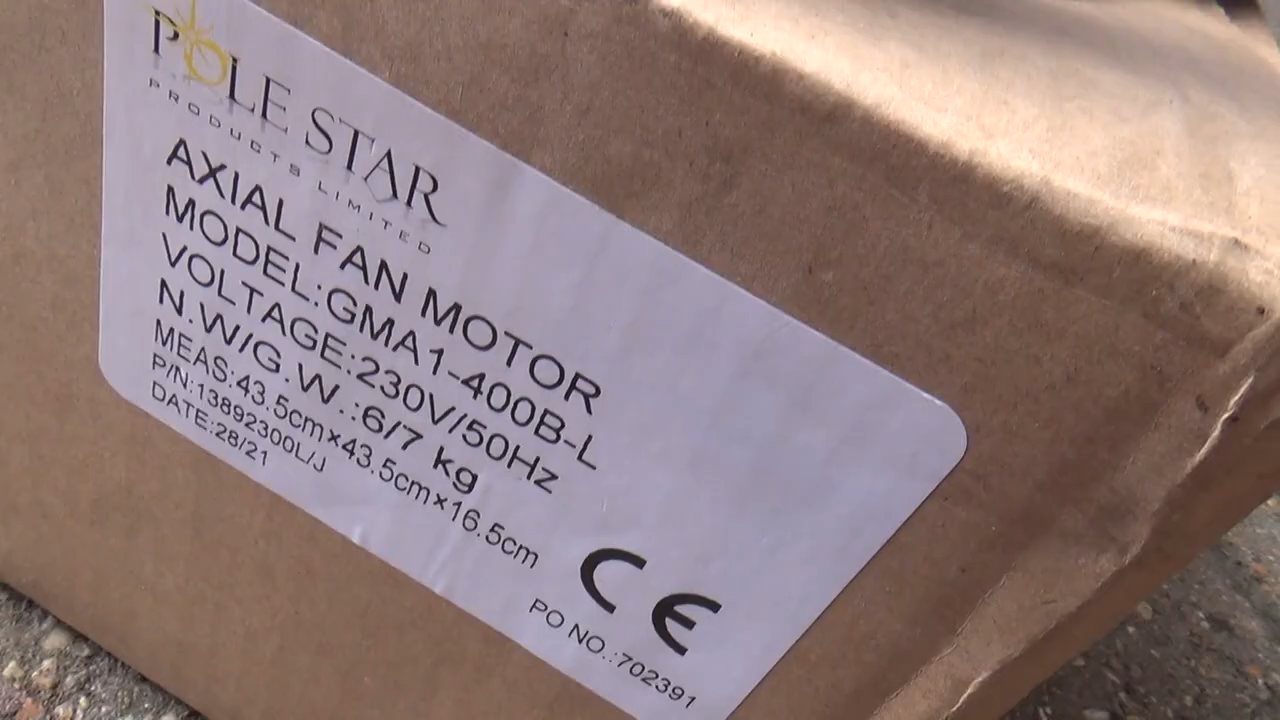 POLE STAR
PRODUCTS LIMITED
AXIAL FAN MOTOR
MODEL:GMA1-400B-L
VOLTAGE:230V/50Hz
N.W/G.W.:6/7 kg
MEAS:43.5cm×43.5cm×16.5cm
P/N:13892300L/J
DATE:28/21
CE
PO NO.:702391